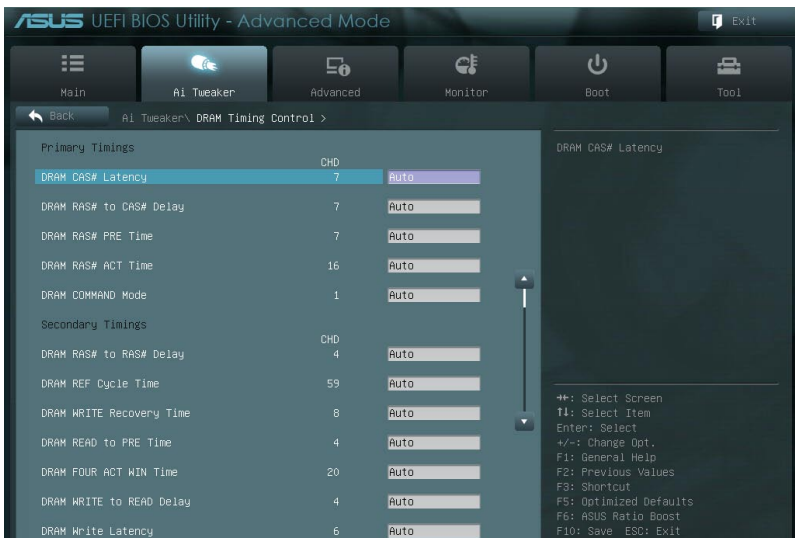 ASUS UEFI BIOS Utility - Advanced Mode
Exit
Main
Ai Tweaker
Advanced
Monitor
Boot
Tool
Back
Ai Tweaker\ DRAM Timing Control >
Primary Timings
CHD
DRAM CAS# Latency 7 Auto
DRAM RAS# to CAS# Delay 7 Auto
DRAM RAS# PRE Time 7 Auto
DRAM RAS# ACT Time 16 Auto
DRAM COMMAND Mode 1 Auto
Secondary Timings
CHD
DRAM RAS# to RAS# Delay 4 Auto
DRAM REF Cycle Time 59 Auto
DRAM WRITE Recovery Time 8 Auto
DRAM READ to PRE Time 4 Auto
DRAM FOUR ACT WIN Time 20 Auto
DRAM WRITE to READ Delay 4 Auto
DRAM Write Latency 6 Auto
DRAM CAS# Latency
→←: Select Screen
↑↓: Select Item
Enter: Select
+/-: Change Opt.
F1: General Help
F2: Previous Values
F3: Shortcut
F5: Optimized Defaults
F6: ASUS Ratio Boost
F10: Save ESC: Exit